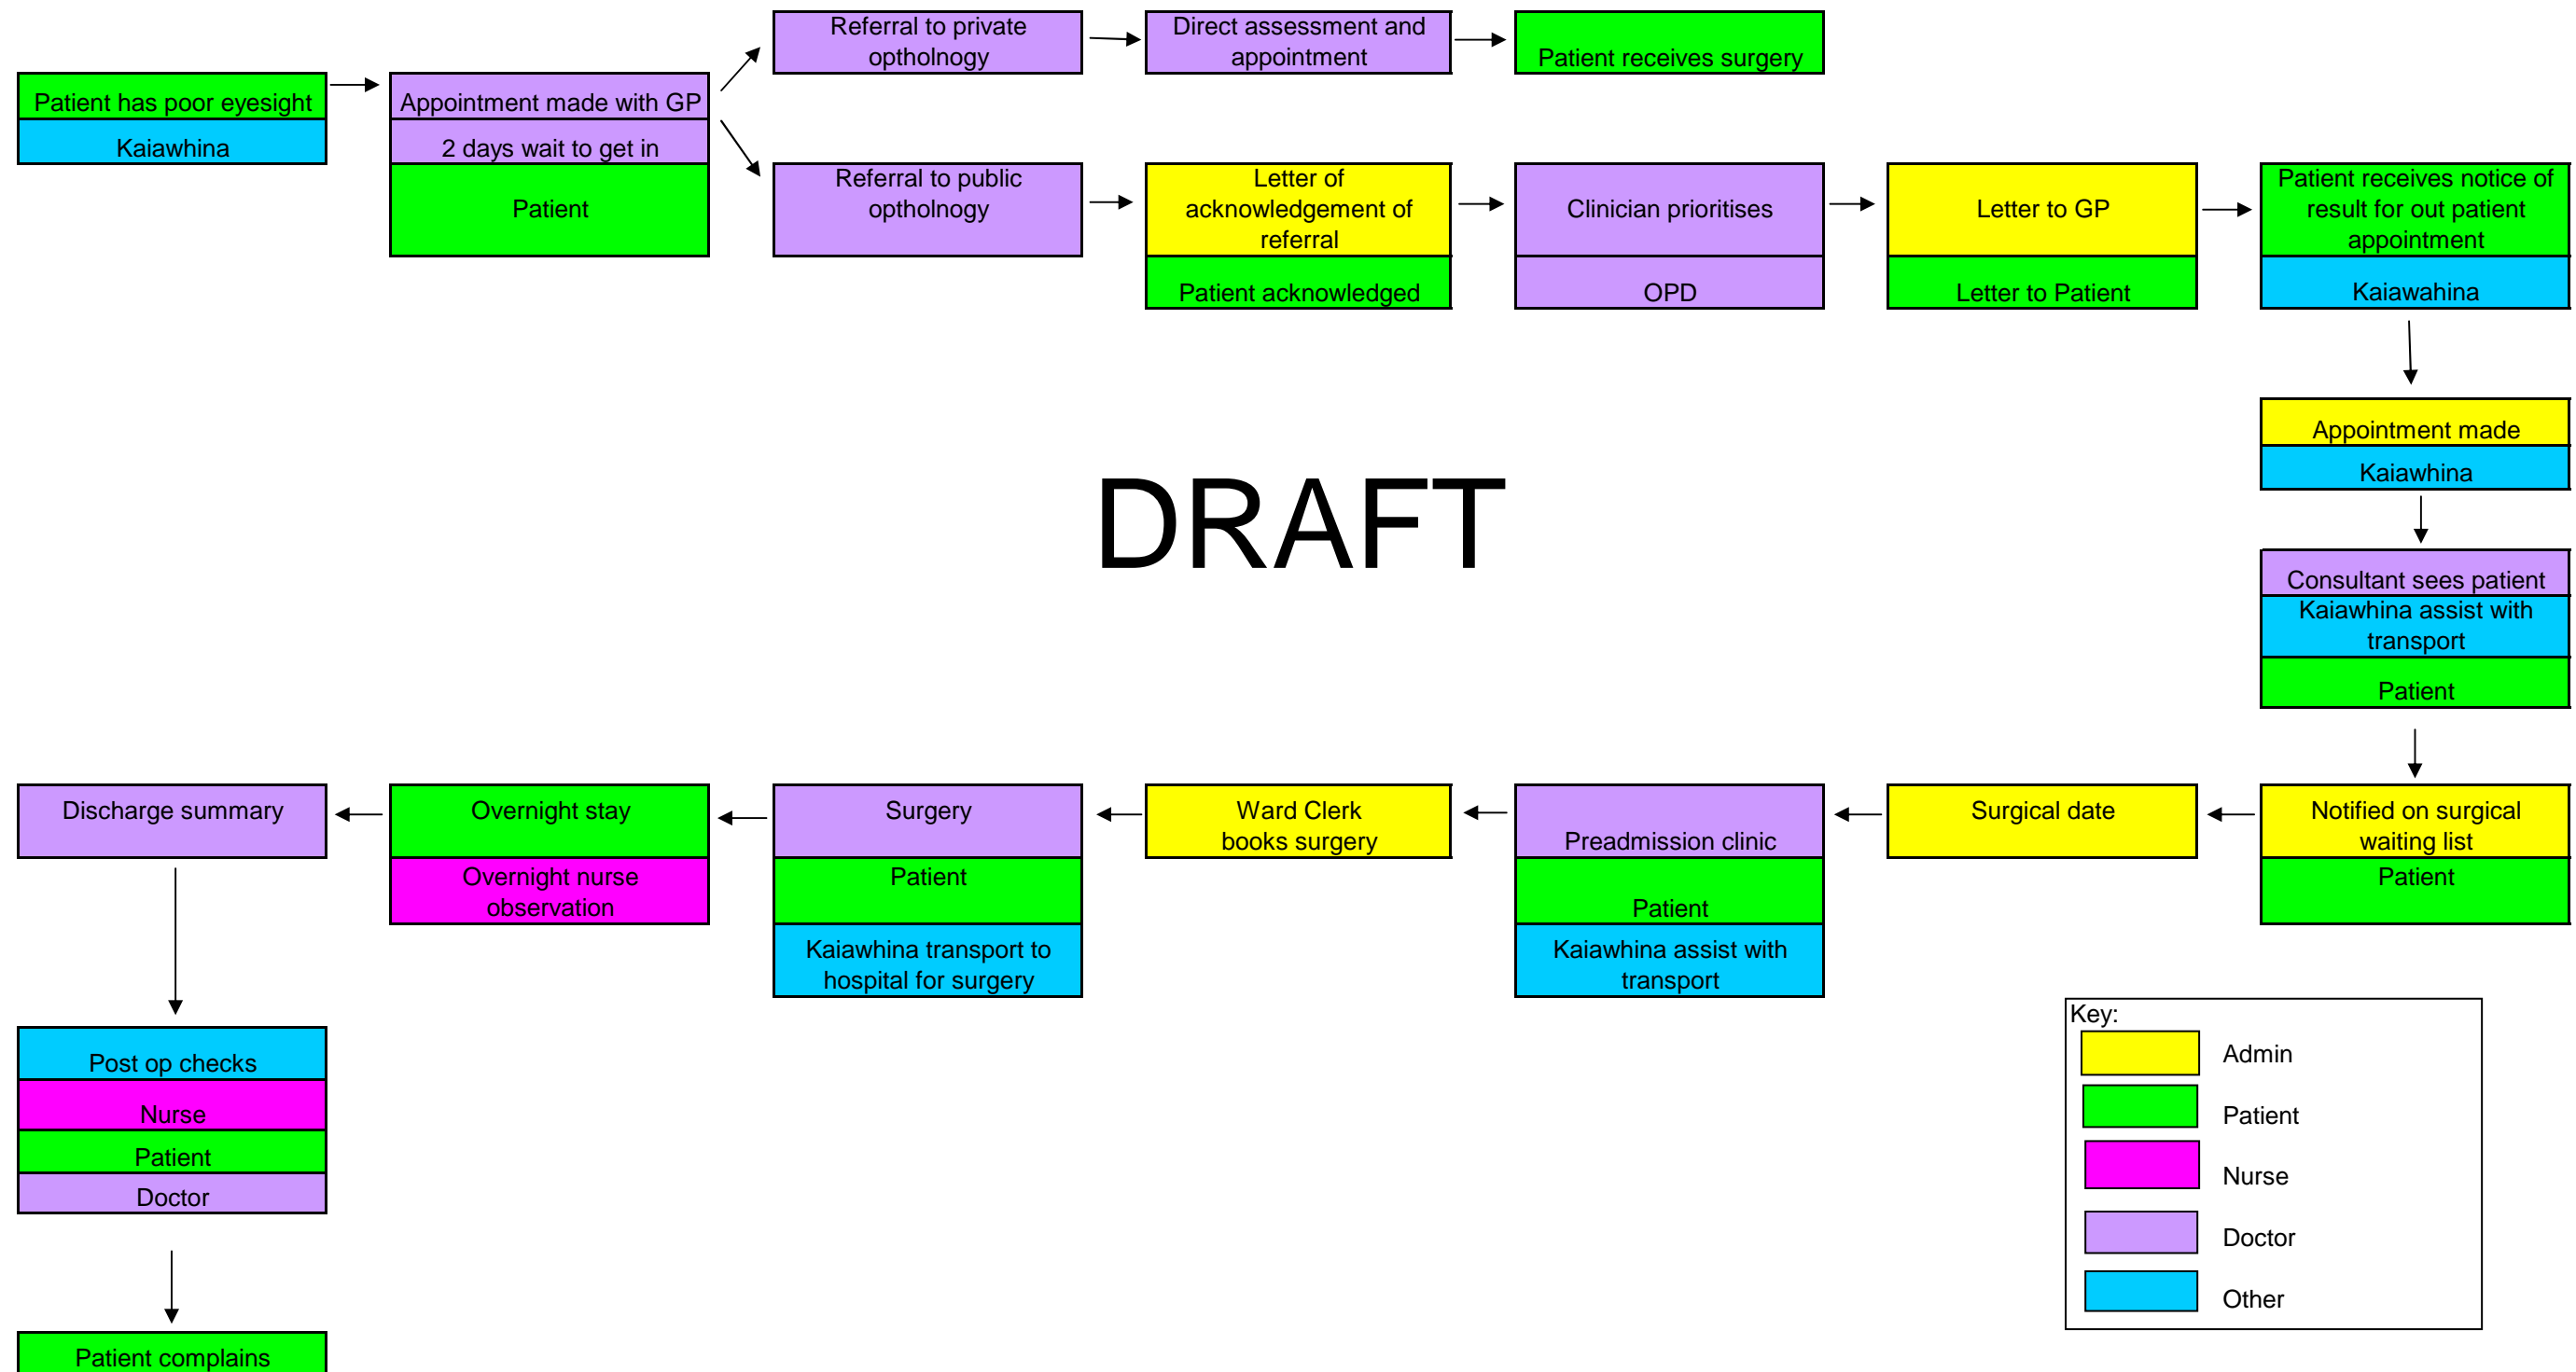 Patient has poor eyesight
Kaiawhina
Appointment made with GP
2 days wait to get in
Patient
Referral to private
optholnogy
Direct assessment and
appointment
Patient receives surgery
Referral to public
optholnogy
Letter of
acknowledgement of
referral
Patient acknowledged
Clinician prioritises
OPD
Letter to GP
Letter to Patient
Patient receives notice of
result for out patient
appointment
Kaiawahina
Appointment made
Kaiawhina
DRAFT
Consultant sees patient
Kaiawhina assist with
transport
Patient
Notified on surgical
waiting list
Patient
Surgical date
Preadmission clinic
Patient
Kaiawhina assist with
transport
Ward Clerk
books surgery
Surgery
Patient
Kaiawhina transport to
hospital for surgery
Overnight stay
Overnight nurse
observation
Discharge summary
Post op checks
Nurse
Patient
Doctor
Patient complains
Key:
Admin
Patient
Nurse
Doctor
Other